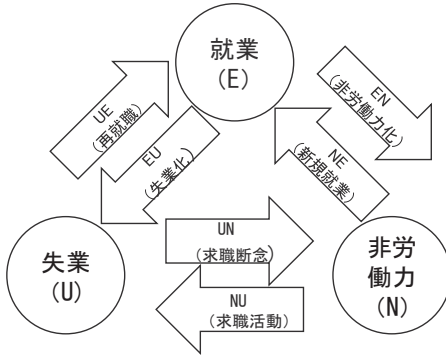 就業
(E)
UE
(再就職)
EU
(失業化)
EN
(非労働力化)
NE
(新規就業)
UN
(求職断念)
NU
(求職活動)
失業
(U)
非労
働力
(N)